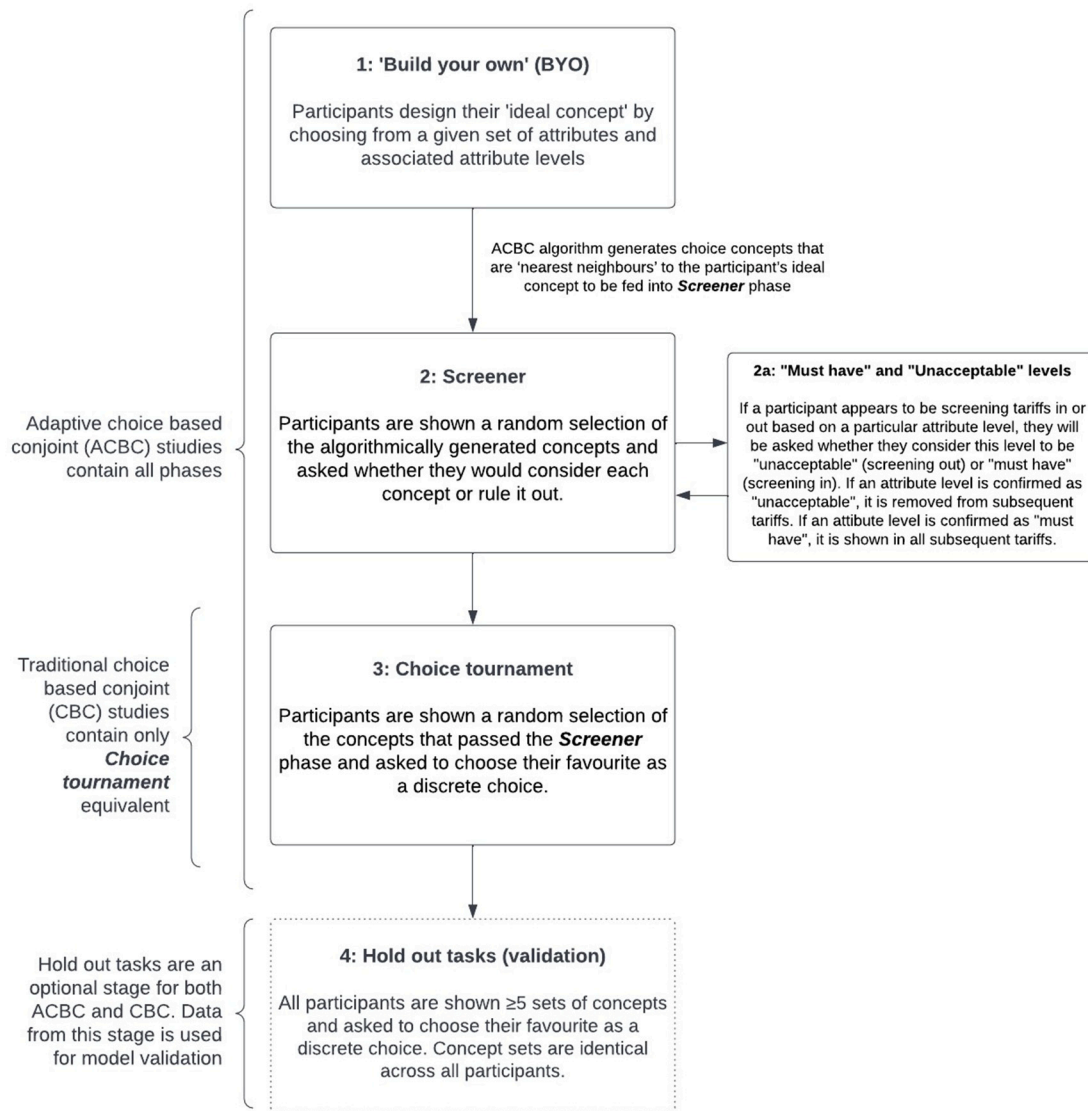 1: 'Build your own' (BYO)
Participants design their 'ideal concept' by
choosing from a given set of attributes and
associated attribute levels
ACBC algorithm generates choice concepts that
are ‘nearest neighbours’ to the participant’s ideal
concept to be fed into Screener phase
Adaptive choice based
conjoint (ACBC) stiudies
contain all phases
2: Screener
Participants are shown a random selection of
the algorithmically generated concepts and
asked whether they would consider each
concept or rule it out.
2a: "Must have" and "Unacceptable" levels
If a participant appears to be screening tariffs in or
out based on a particular attribute level, they will
be asked whether they consider this level to be
"unacceptable" (screening out) or "must have"
(screening in). If an attribute level is confirmed as
"unacceptable", it is removed from subsequent
tariffs. If an attibute level is confirmed as "must
have", it is shown in all subsequent tariffs.
Traditional choice
based conjoint
(CBC) studies
contain only
Choice
tournament
equivalent
3: Choice tournament
Participants are shown a random selection of
the concepts that passed the Screener
phase and asked to choose their favourite as
a discrete choice.
Hold out tasks are an
optional stage for both
ACBC and CBC. Data
from this stage is used
for model validation
4: Hold out tasks (validation)
All participants are shown ≥5 sets of concepts
and asked to choose their favourite as a
discrete choice. Concept sets are identical
across all participants.